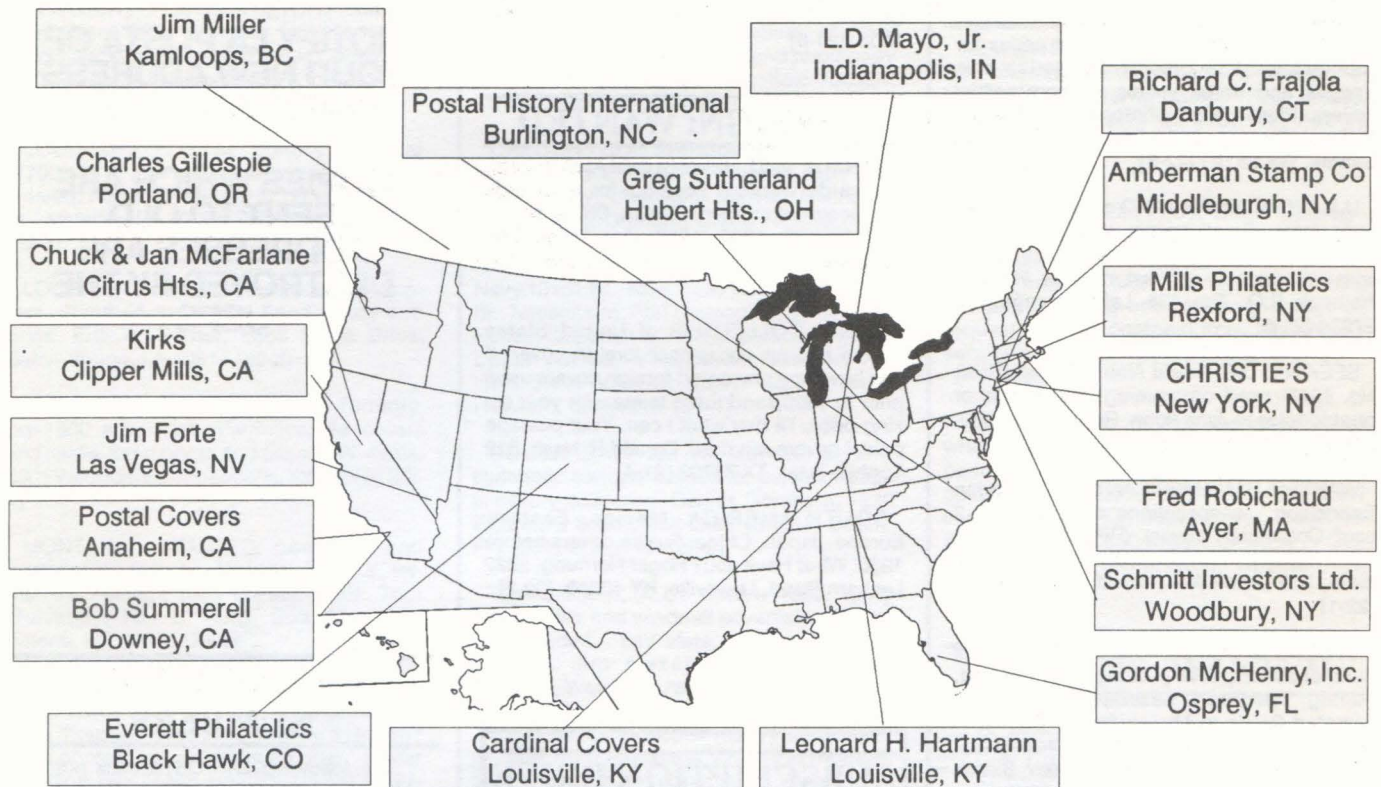 Jim Miller
Kamloops, BC
L.D. Mayo, Jr.
Indianapolis, IN
Postal History International
Burlington, NC
Richard C. Frajola
Danbury, CT
Charles Gillespie
Portland, OR
Greg Sutherland
Hubert Hts., OH
Amberman Stamp Co
Middleburgh, NY
Chuck & Jan McFarlane
Citrus Hts., CA
Mills Philatelics
Rexford, NY
Kirks
Clipper Mills, CA
CHRISTIE'S
New York, NY
Jim Forte
Las Vegas, NV
Fred Robichaud
Ayer, MA
Postal Covers
Anaheim, CA
Schmitt Investors Ltd.
Woodbury, NY
Bob Summerell
Downey, CA
Gordon McHenry, Inc.
Osprey, FL
Everett Philatelics
Black Hawk, CO
Cardinal Covers
Louisville, KY
Leonard H. Hartmann
Louisville, KY